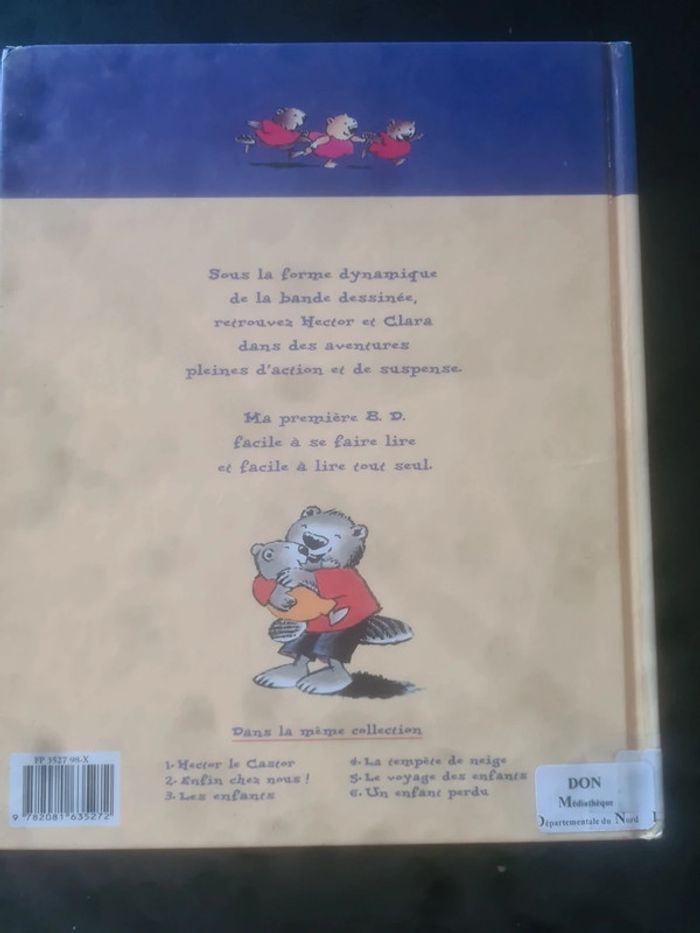 Sous la forme dynamique
de la bande dessinée,
retrouvez Hector et Clara
dans des aventures
pleines d'action et de suspense.
Ma première B. D.
facile à se faire lire
et facile à lire tout seul.
Dans la même collection
1- Hector le Castor
2- Enfin chez nous !
3- Les enfants
4- La tempête de neige
5- Le voyage des enfants
6- Un enfant perdu
FP 3527 98-X
9 782081 635272
DON
Médiathèque
Départementale du Nord